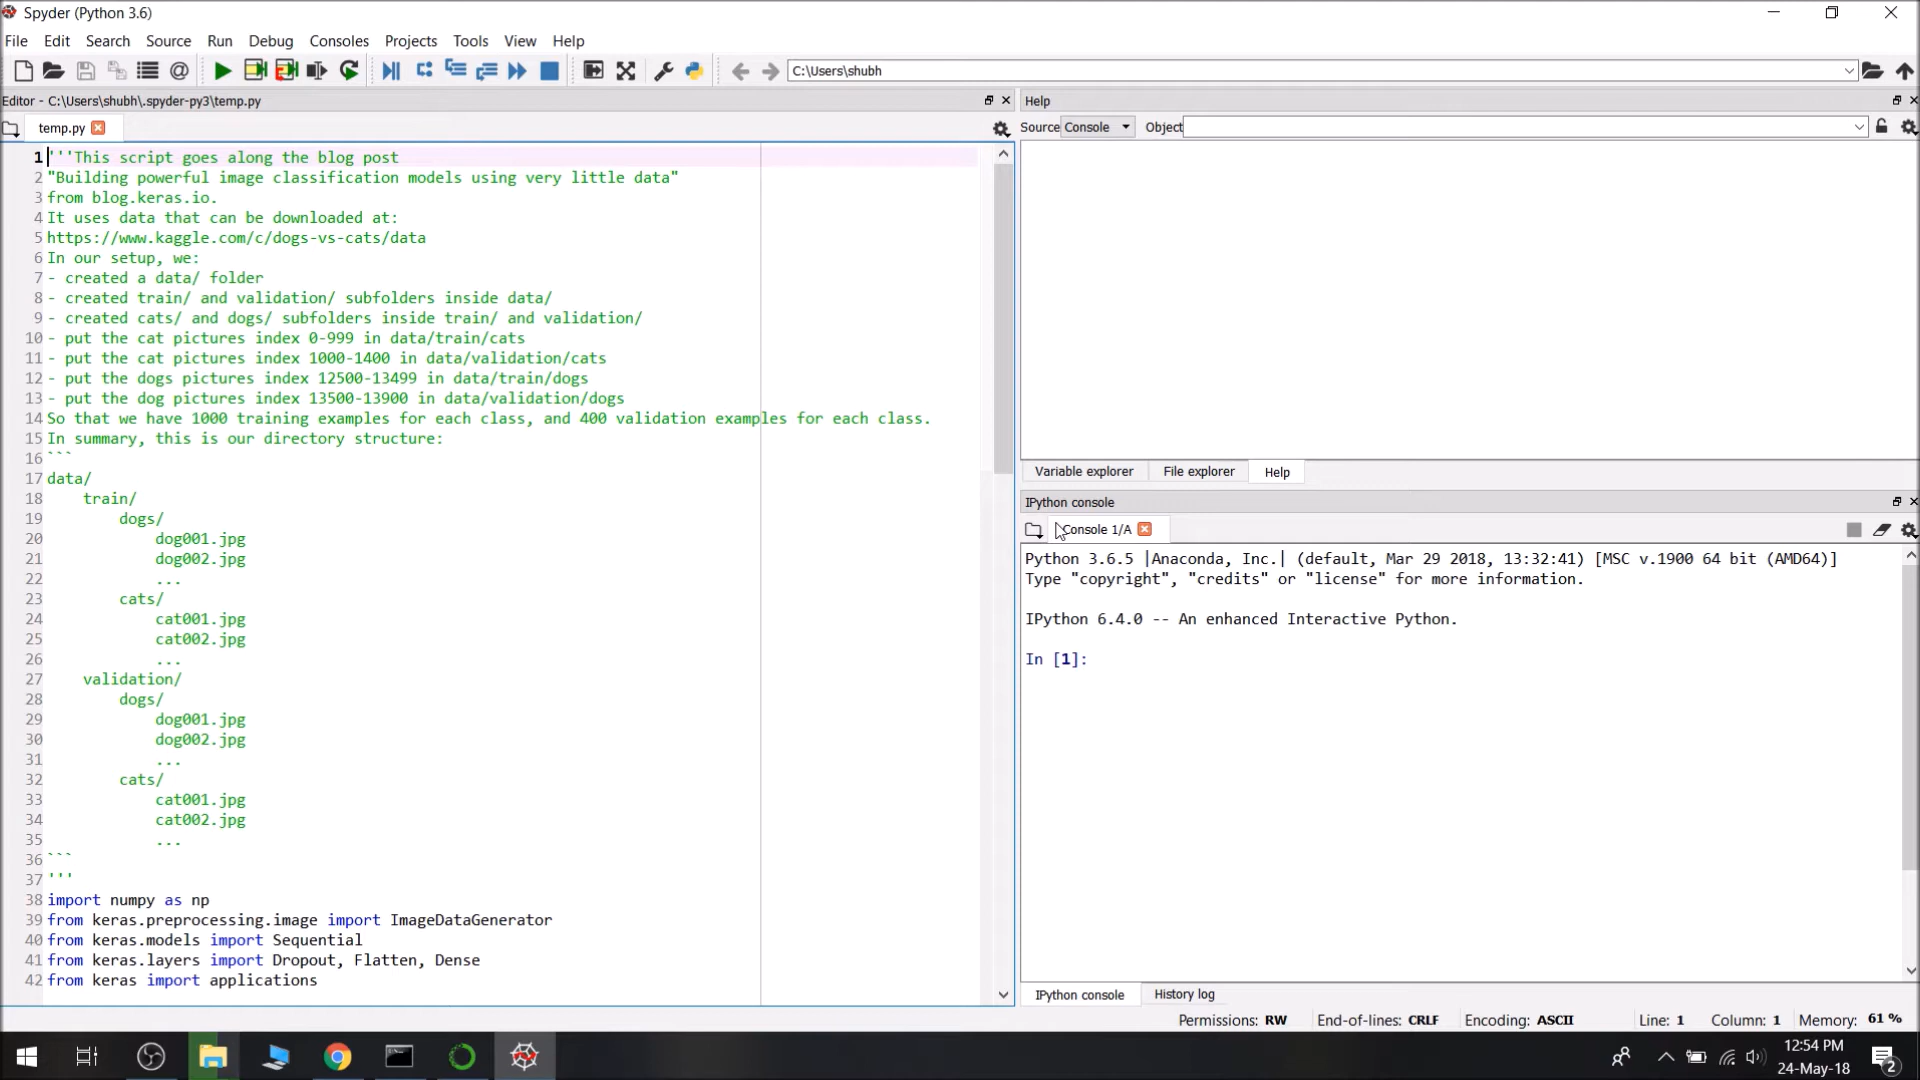 Spyder (Python 3.6)
File Edit Search Source Run Debug Consoles Projects Tools View Help
C:\Users\shubh
Editor - C:\Users\shubh\.spyder-py3\temp.py
temp.py
1 '''This script goes along the blog post
2 "Building powerful image classification models using very little data"
3 from blog.keras.io.
4 It uses data that can be downloaded at:
5 https://www.kaggle.com/c/dogs-vs-cats/data
6 In our setup, we:
7 - created a data/ folder
8 - created train/ and validation/ subfolders inside data/
9 - created cats/ and dogs/ subfolders inside train/ and validation/
10 - put the cat pictures index 0-999 in data/train/cats
11 - put the cat pictures index 1000-1400 in data/validation/cats
12 - put the dogs pictures index 12500-13499 in data/train/dogs
13 - put the dog pictures index 13500-13900 in data/validation/dogs
14 So that we have 1000 training examples for each class, and 400 validation examples for each class.
15 In summary, this is our directory structure:
16 ```
17 data/
18     train/
19         dogs/
20             dog001.jpg
21             dog002.jpg
22             ...
23         cats/
24             cat001.jpg
25             cat002.jpg
26             ...
27     validation/
28         dogs/
29             dog001.jpg
30             dog002.jpg
31             ...
32         cats/
33             cat001.jpg
34             cat002.jpg
35             ...
36 ```
37 '''
38 import numpy as np
39 from keras.preprocessing.image import ImageDataGenerator
40 from keras.models import Sequential
41 from keras.layers import Dropout, Flatten, Dense
42 from keras import applications
Help
Source Console Object
Variable explorer File explorer Help
IPython console
Console 1/A
Python 3.6.5 |Anaconda, Inc.| (default, Mar 29 2018, 13:32:41) [MSC v.1900 64 bit (AMD64)]
Type "copyright", "credits" or "license" for more information.
IPython 6.4.0 -- An enhanced Interactive Python.
In [1]:
IPython console History log
Permissions: RW End-of-lines: CRLF Encoding: ASCII Line: 1 Column: 1 Memory: 61 %
12:54 PM
24-May-18
2